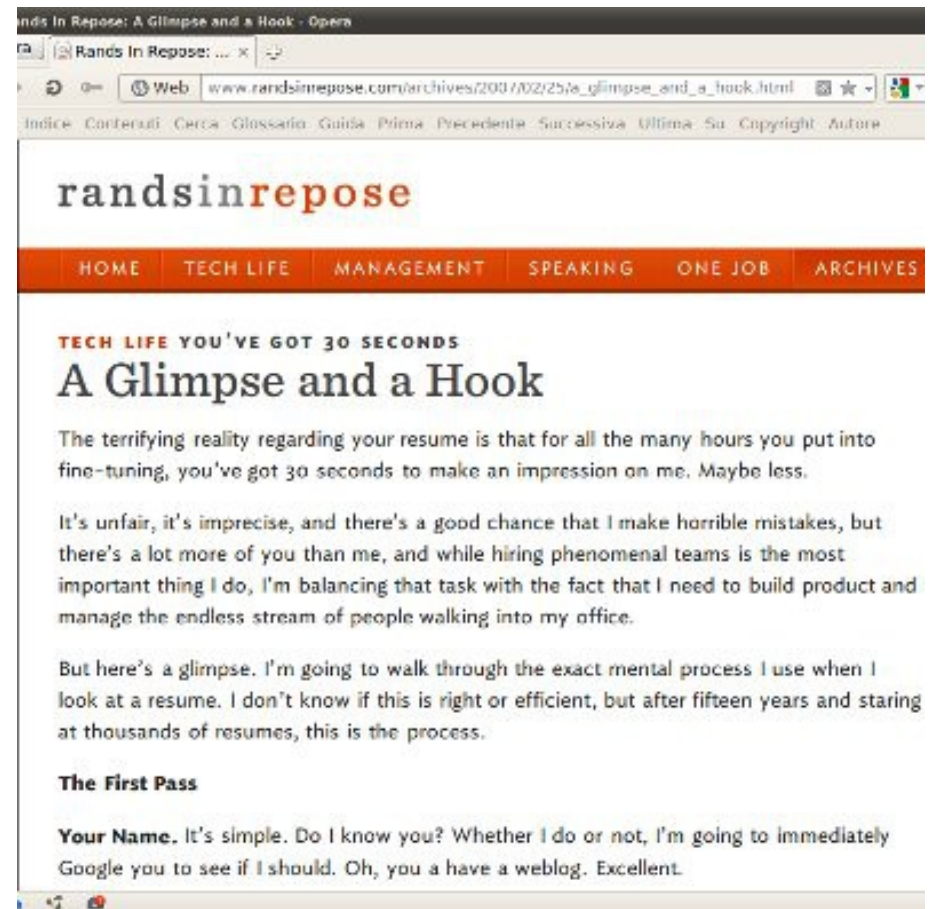 ands In Repose: A Glimpse and a Hook - Opera
Rands In Repose: ...
Web www.randsinrepose.com/archives/2007/02/25/a_glimpse_and_a_hook.html
Indice Contenuti Cerca Glossario Guida Prima Precedente Successiva Ultima Su Copyright Autore
randsinrepose
HOME TECH LIFE MANAGEMENT SPEAKING ONE JOB ARCHIVES
TECH LIFE YOU'VE GOT 30 SECONDS
A Glimpse and a Hook
The terrifying reality regarding your resume is that for all the many hours you put into
fine-tuning, you've got 30 seconds to make an impression on me. Maybe less.
It's unfair, it's imprecise, and there's a good chance that I make horrible mistakes, but
there's a lot more of you than me, and while hiring phenomenal teams is the most
important thing I do, I'm balancing that task with the fact that I need to build product and
manage the endless stream of people walking into my office.
But here's a glimpse. I'm going to walk through the exact mental process I use when I
look at a resume. I don't know if this is right or efficient, but after fifteen years and staring
at thousands of resumes, this is the process.
The First Pass
Your Name. It's simple. Do I know you? Whether I do or not, I'm going to immediately
Google you to see if I should. Oh, you a have a weblog. Excellent.